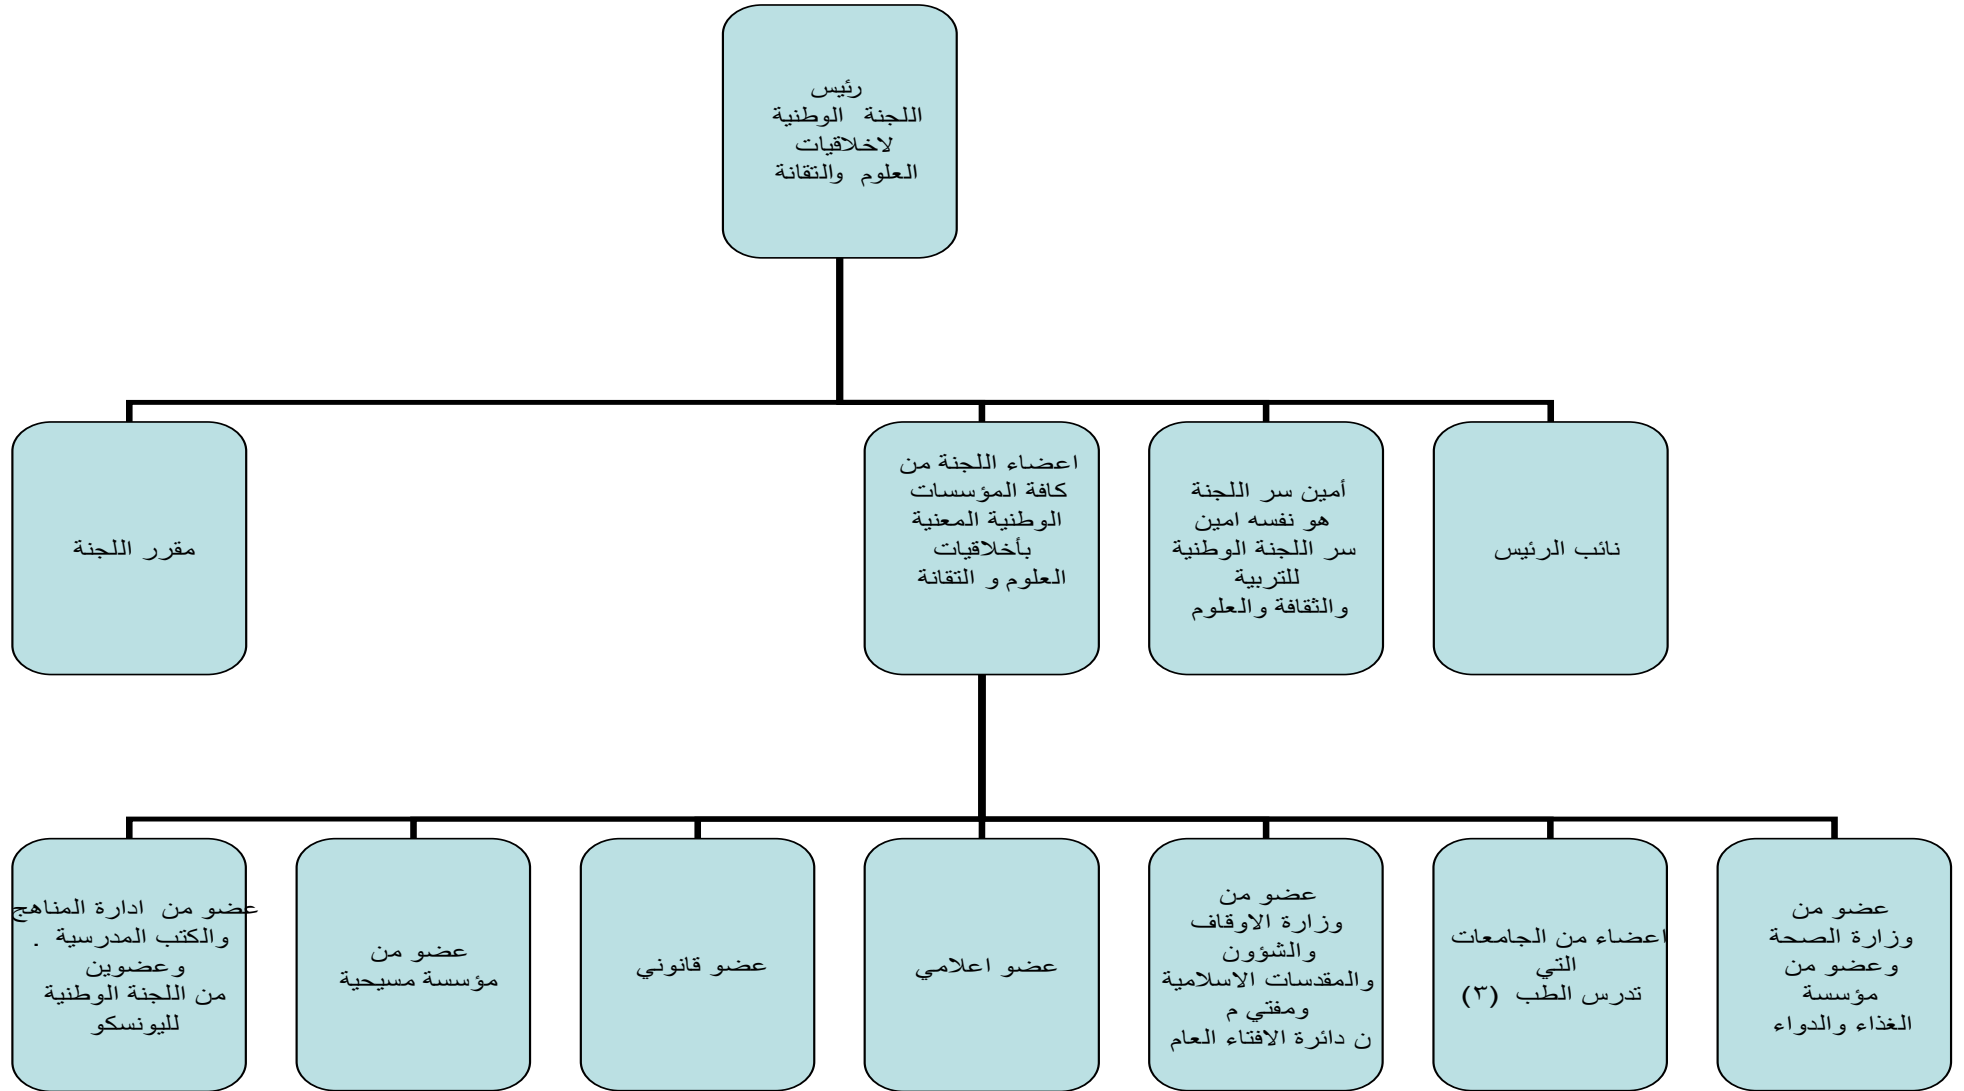 رئيس
اللجنة الوطنية
لاخلاقيات
العلوم والتقانة
نائب الرئيس
أمين سر اللجنة
هو نفسه امين
سر اللجنة الوطنية
للتربية
والثقافة والعلوم
اعضاء اللجنة من
كافة المؤسسات
الوطنية المعنية
بأخلاقيات
العلوم و التقانة
مقرر اللجنة
عضو من
وزارة الصحة
وعضو من
مؤسسة
الغذاء والدواء
اعضاء من الجامعات
التي
تدرس الطب (٣)
عضو من
وزارة الاوقاف
والشؤون
والمقدسات الاسلامية
ومفتي م
ن دائرة الافتاء العام
عضو اعلامي
عضو قانوني
عضو من
مؤسسة مسيحية
عضو من ادارة المناهج
والكتب المدرسية .
وعضوين
من اللجنة الوطنية
لليونسكو